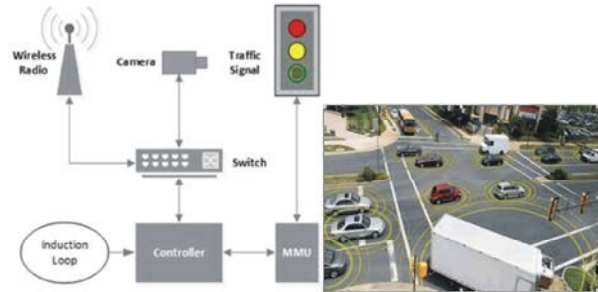 Wireless
Radio
Camera
Traffic
Signal
Switch
Induction
Loop
Controller
MMU